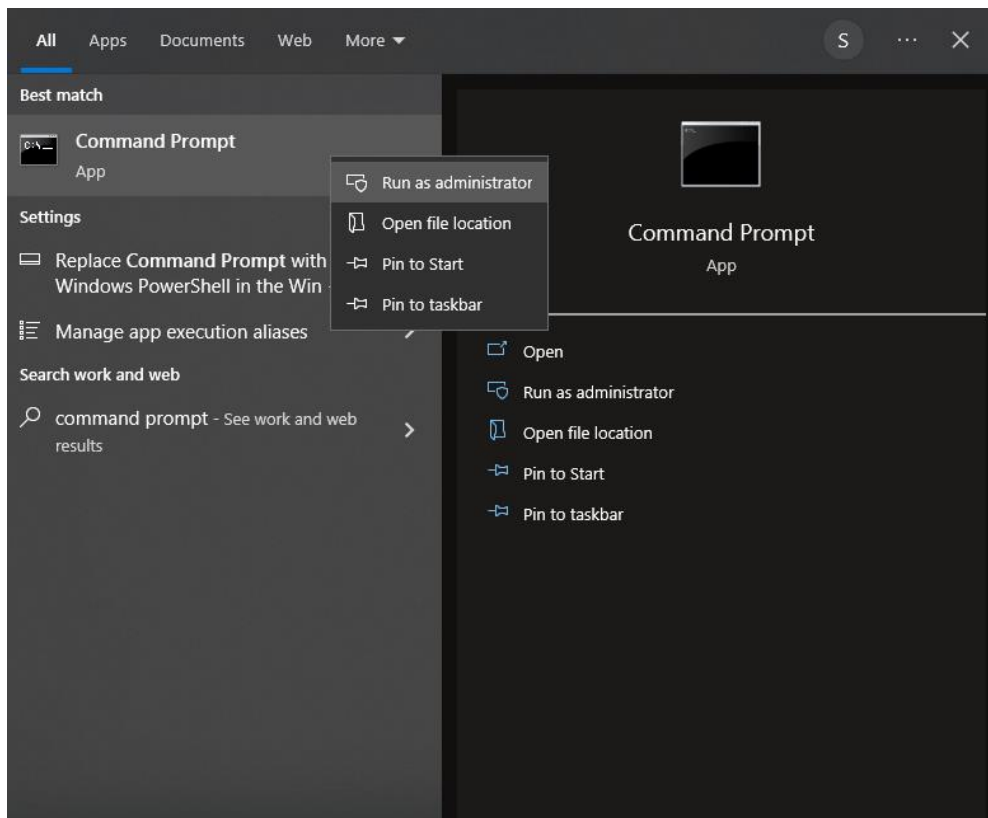 All Apps Documents Web More S ... 
Best match
Command Prompt
App
Run as administrator
Open file location
Pin to Start
Pin to taskbar
Settings
Replace Command Prompt with
Windows PowerShell in the Win
Manage app execution aliases
Search work and web
command prompt - See work and web
results
Command Prompt
App
Open
Run as administrator
Open file location
Pin to Start
Pin to taskbar